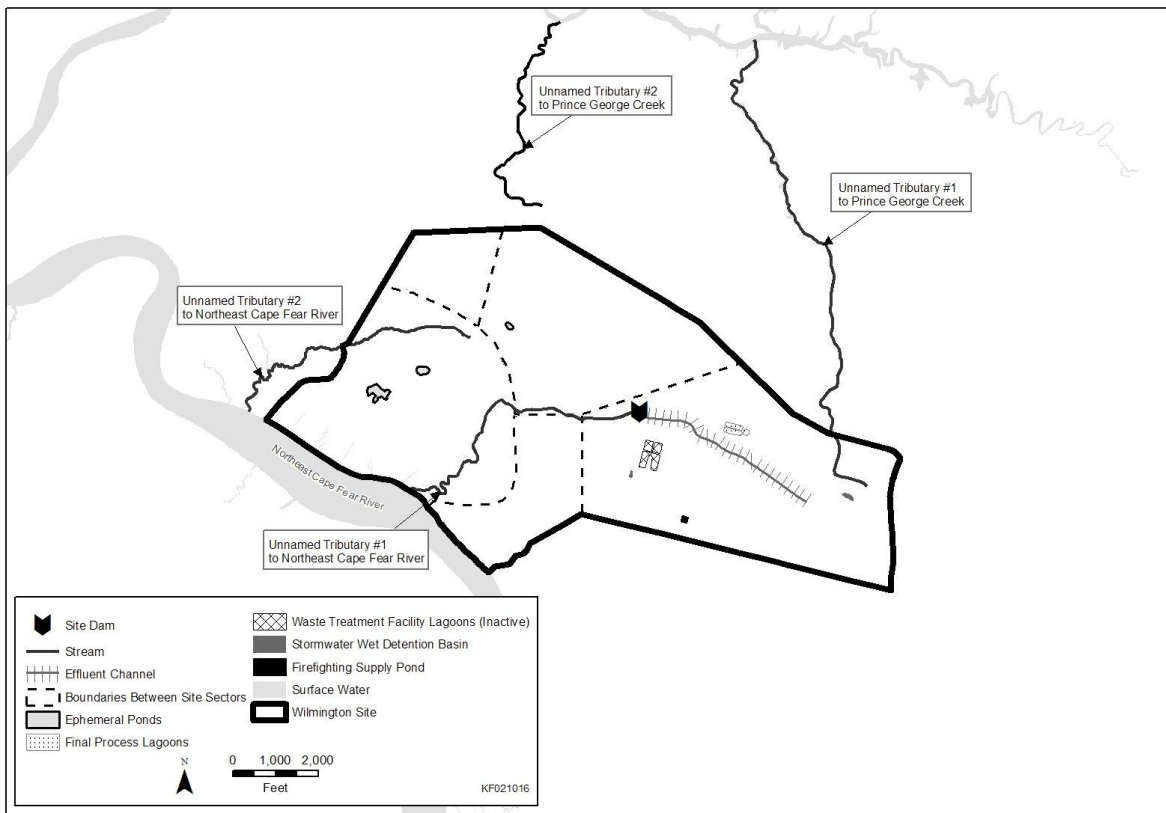 Unnamed Tributary #2
to Prince George Creek
Unnamed Tributary #1
to Prince George Creek
Unnamed Tributary #2
to Northeast Cape Fear River
Northeast Cape Fear River
Unnamed Tributary #1
to Northeast Cape Fear River
Site Dam
Stream
Effluent Channel
Boundaries Between Site Sectors
Ephemeral Ponds
Final Process Lagoons
Waste Treatment Facility Lagoons (Inactive)
Stormwater Wet Detention Basin
Firefighting Supply Pond
Surface Water
Wilmington Site
N
0 1,000 2,000
Feet
KF021016